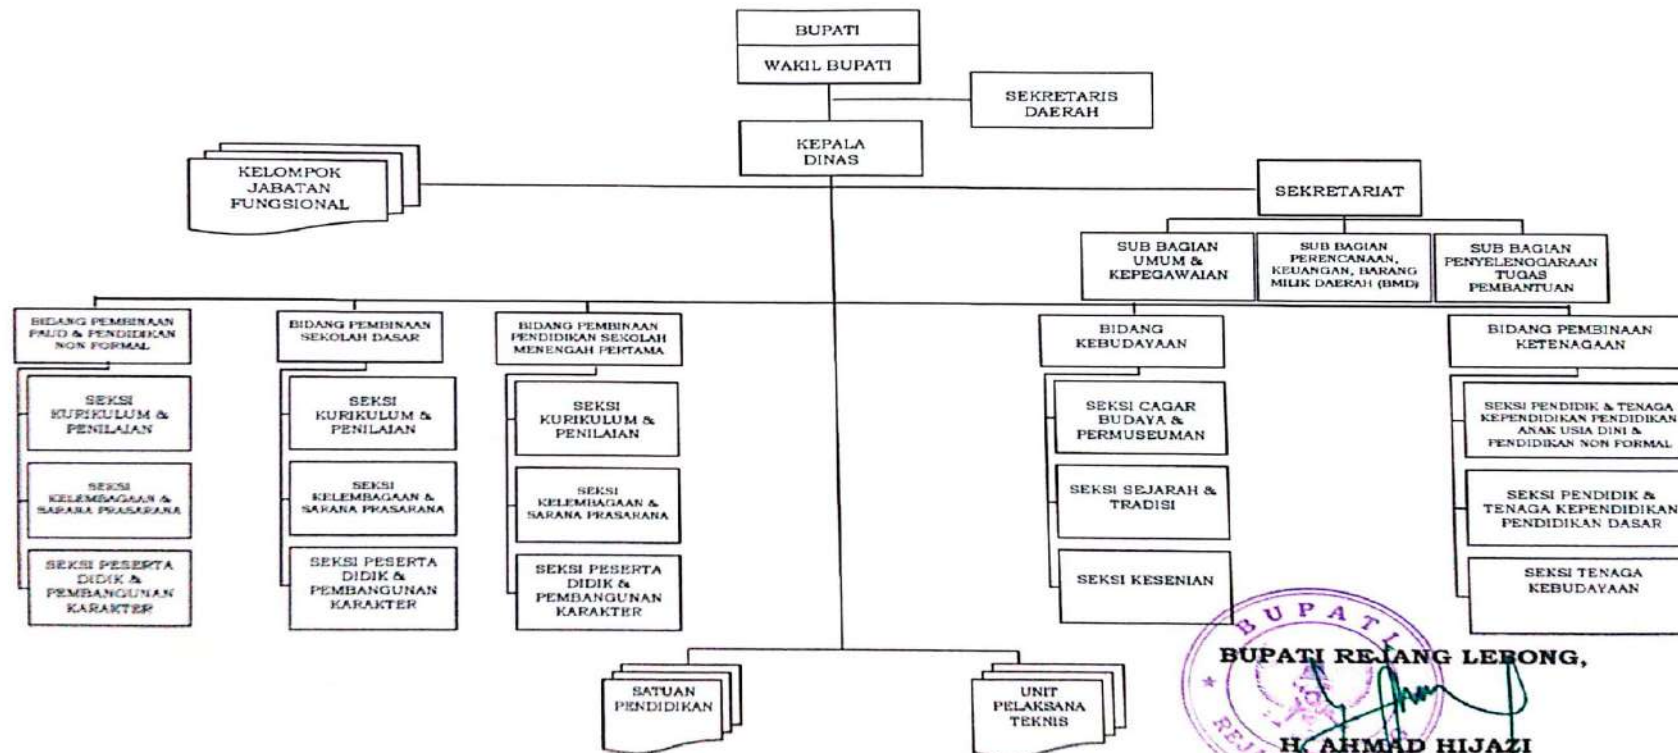 BUPATI
WAKIL BUPATI
SEKRETARIS
DAERAH
KEPALA
DINAS
KELOMPOK
JABATAN
FUNGSIONAL
SEKRETARIAT
SUB BAGIAN
UMUM &
KEPEGAWAIAN
SUB BAGIAN
PERENCANAAN,
KEUANGAN, BARANG
MILIK DAERAH (BMD)
SUB BAGIAN
PENYELENGGARAAN
TUGAS
PEMBANTUAN
BIDANG PEMBINAAN
PAUD & PENDIDIKAN
NON FORMAL
SEKSI
KURIKULUM &
PENILAIAN
SEKSI
KELEMBAGAAN &
SARANA PRASARANA
SEKSI PESERTA
DIDIK &
PEMBANGUNAN
KARAKTER
BIDANG PEMBINAAN
SEKOLAH DASAR
SEKSI
KURIKULUM &
PENILAIAN
SEKSI
KELEMBAGAAN &
SARANA PRASARANA
SEKSI PESERTA
DIDIK &
PEMBANGUNAN
KARAKTER
BIDANG PEMBINAAN
PENDIDIKAN SEKOLAH
MENENGAH PERTAMA
SEKSI
KURIKULUM &
PENILAIAN
SEKSI
KELEMBAGAAN &
SARANA PRASARANA
SEKSI PESERTA
DIDIK &
PEMBANGUNAN
KARAKTER
BIDANG
KEBUDAYAAN
SEKSI CAGAR
BUDAYA &
PERMUSEUMAN
SEKSI SEJARAH &
TRADISI
SEKSI KESENIAN
BIDANG PEMBINAAN
KETENAGAAN
SEKSI PENDIDIK & TENAGA
KEPENDIDIKAN PENDIDIKAN
ANAK USIA DINI &
PENDIDIKAN NON FORMAL
SEKSI PENDIDIK &
TENAGA KEPENDIDIKAN
PENDIDIKAN DASAR
SEKSI TENAGA
KEBUDAYAAN
SATUAN
PENDIDIKAN
UNIT
PELAKSANA
TEKNIS
BUPATI
BUPATI REJANG LEBONG,
H. AHMAD HIJAZI